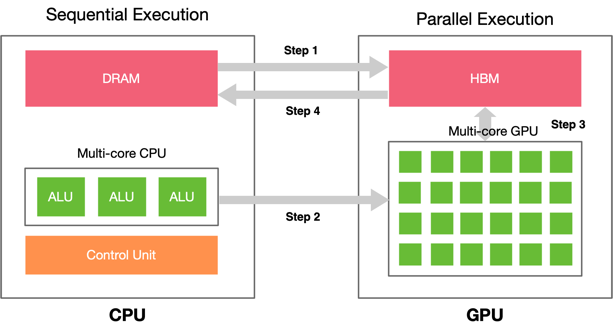 Sequential Execution
Parallel Execution
DRAM
Step 1
HBM
Step 4
Multi-core CPU
Multi-core GPU
Step 3
ALU
ALU
ALU
Step 2
Control Unit
CPU
GPU